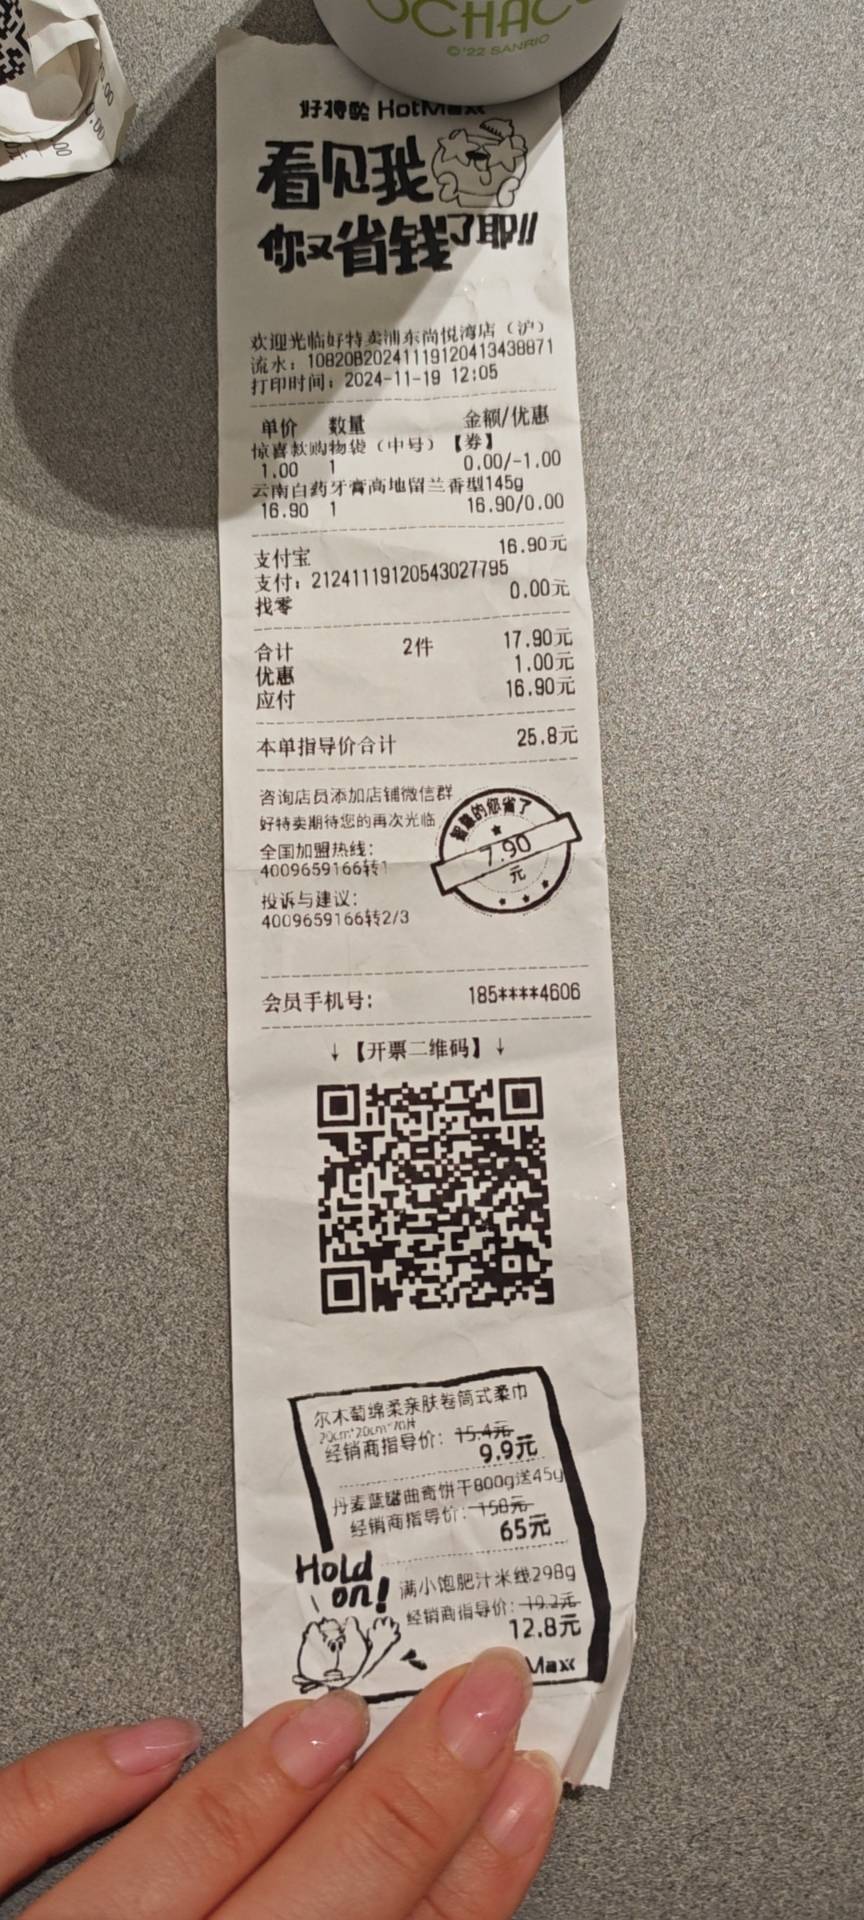 CHAC
©'22 SANRIO
好特卖 HotMaxx
看见我
你又省钱了耶!!
欢迎光临好特卖浦东尚悦湾店（沪）
流水：10820B20241119120413438871
打印时间：2024-11-19 12:05
单价 数量 金额/优惠
惊喜款购物袋（中号）【券】
1.00 1 0.00/-1.00
云南白药牙膏高地留兰香型145g
16.90 1 16.90/0.00
支付宝 16.90元
支付：21241119120543027795
找零 0.00元
合计 2件 17.90元
优惠 1.00元
应付 16.90元
本单指导价合计 25.8元
咨询店员添加店铺微信群
好特卖期待您的再次光临
全国加盟热线：
4009659166转1
投诉与建议：
4009659166转2/3
智慧的您省了
7.90
元
会员手机号： 185****4606
↓【开票二维码】↓
尔木萄绵柔亲肤卷筒式柔巾
20cm*20cm*70片
经销商指导价：15.4元
9.9元
丹麦蓝罐曲奇饼干800g送45g
经销商指导价：158元
65元
满小饱肥汁米线298g
经销商指导价：19.2元
12.8元
Hold
on!
Maxx